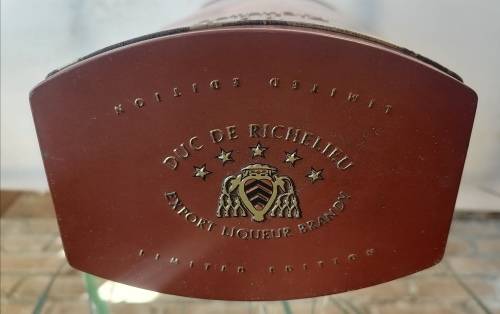 LIMITED EDITION
DUC DE RICHELIEU
EXPORT LIQUEUR BRANDY
LIMITED EDITION